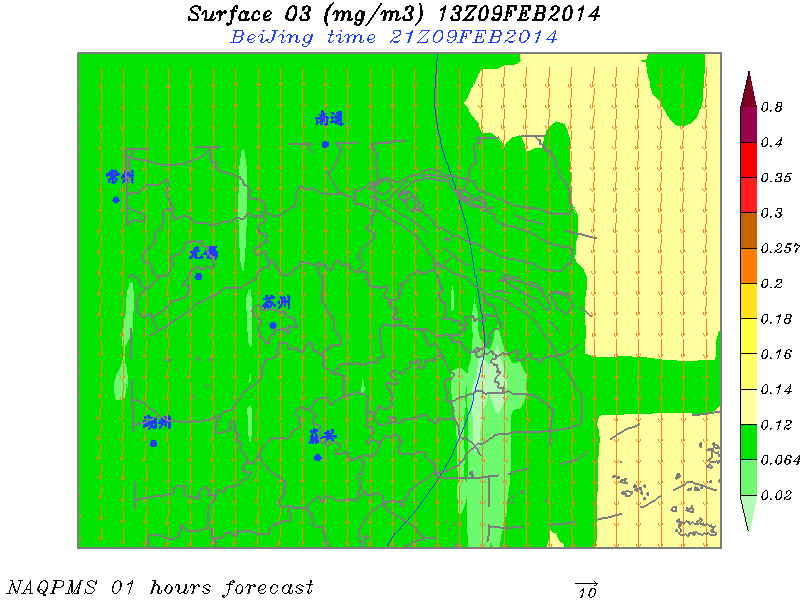 Surface O3 (mg/m3) 13Z09FEB2014
BeiJing time 21Z09FEB2014
南通
常州
无锡
苏州
湖州
嘉兴
0.8
0.4
0.35
0.3
0.257
0.2
0.18
0.16
0.14
0.12
0.064
0.02
NAQPMS 01 hours forecast
10